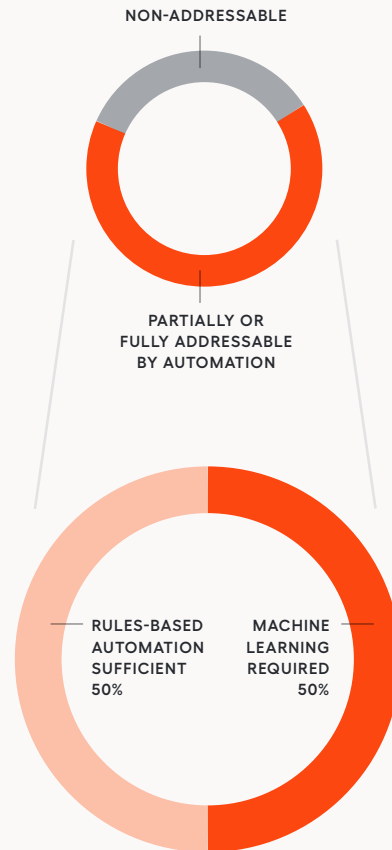 NON-ADDRESSABLE
PARTIALLY OR
FULLY ADDRESSABLE
BY AUTOMATION
RULES-BASED
AUTOMATION
SUFFICIENT
50%
MACHINE
LEARNING
REQUIRED
50%